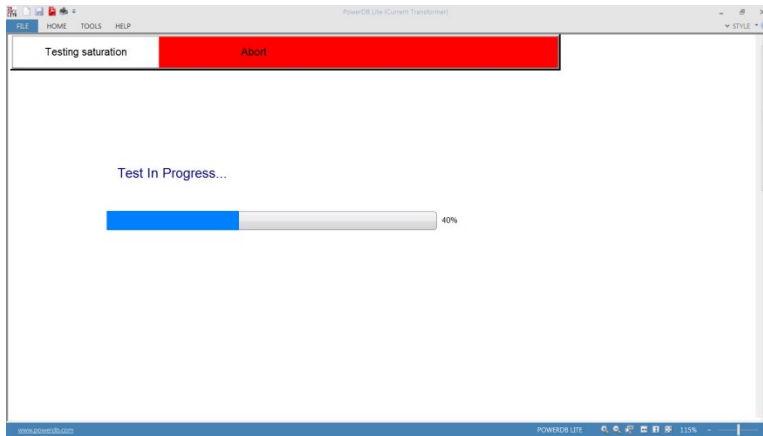 PowerDB Lite (Current Transformer)
FILE HOME TOOLS HELP
STYLE
Testing saturation Abort
Test In Progress...
40%
www.powerdb.com
POWERDB LITE 115%